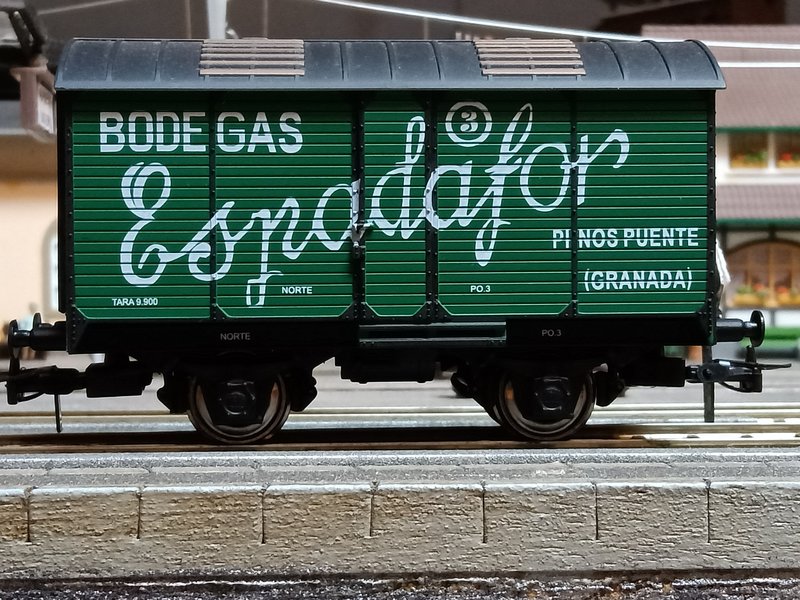 BODEGAS
3
Espadafor
PINOS PUENTE
(GRANADA)
TARA 9.900
NORTE
PO.3
NORTE
PO.3